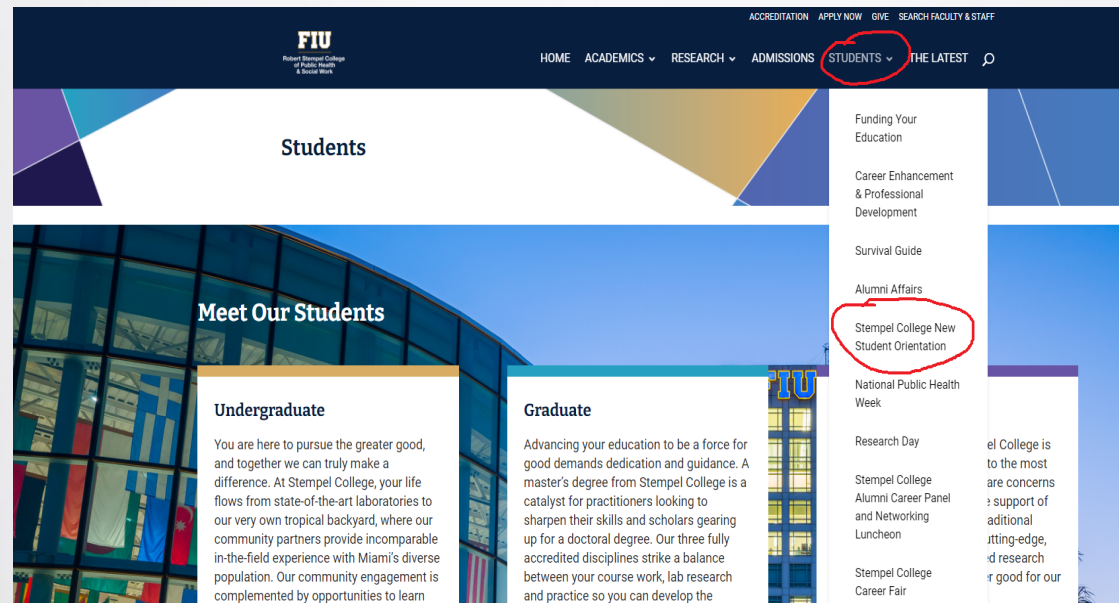 ACCREDITATION APPLY NOW GIVE SEARCH FACULTY & STAFF
FIU
Robert Stempel College
of Public Health
& Social Work
HOME ACADEMICS RESEARCH ADMISSIONS STUDENTS THE LATEST
Students
Funding Your
Education
Career Enhancement
& Professional
Development
Survival Guide
Alumni Affairs
Stempel College New
Student Orientation
National Public Health
Week
Research Day
Stempel College
Alumni Career Panel
and Networking
Luncheon
Stempel College
Career Fair
Meet Our Students
FIU
Undergraduate
You are here to pursue the greater good,
and together we can truly make a
difference. At Stempel College, your life
flows from state-of-the-art laboratories to
our very own tropical backyard, where our
community partners provide incomparable
in-the-field experience with Miami's diverse
population. Our community engagement is
complemented by opportunities to learn
Graduate
Advancing your education to be a force for
good demands dedication and guidance. A
master's degree from Stempel College is a
catalyst for practitioners looking to
sharpen their skills and scholars gearing
up for a doctoral degree. Our three fully
accredited disciplines strike a balance
between your course work, lab research
and practice so you can develop the
el College is
to the most
are concerns
support of
aditional
utting-edge,
ed research
r good for our